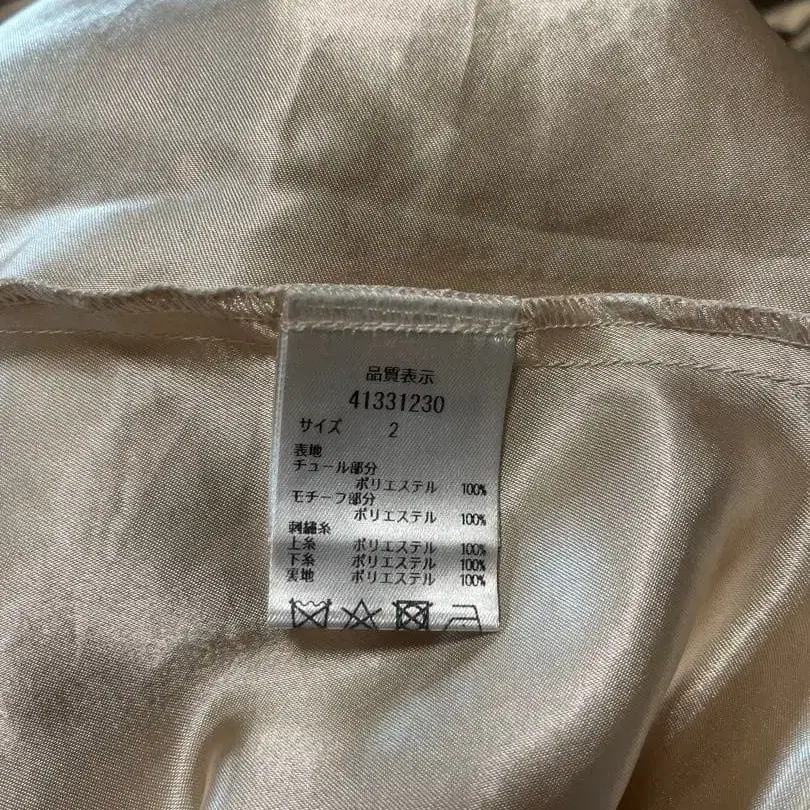 品質表示
41331230
サイズ 2
表地
チュール部分
ポリエステル 100%
モチーフ部分
ポリエステル 100%
刺繍糸
上糸 ポリエステル 100%
下糸 ポリエステル 100%
裏地 ポリエステル 100%